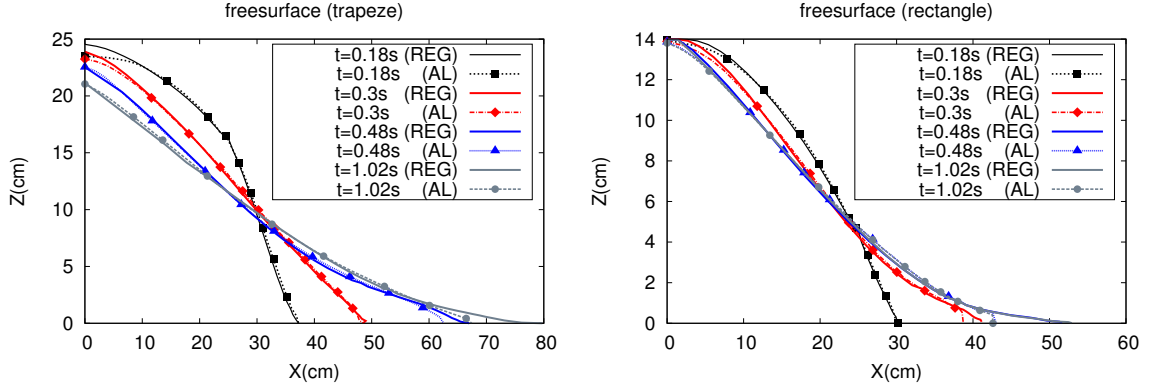 freesurface (trapeze)
25
20
15
10
5
0
0 10 20 30 40 50 60 70 80
Z(cm)
X(cm)
t=0.18s (REG)
t=0.18s (AL)
t=0.3s (REG)
t=0.3s (AL)
t=0.48s (REG)
t=0.48s (AL)
t=1.02s (REG)
t=1.02s (AL)
freesurface (rectangle)
14
12
10
8
6
4
2
0
0 10 20 30 40 50 60
Z(cm)
X(cm)
t=0.18s (REG)
t=0.18s (AL)
t=0.3s (REG)
t=0.3s (AL)
t=0.48s (REG)
t=0.48s (AL)
t=1.02s (REG)
t=1.02s (AL)